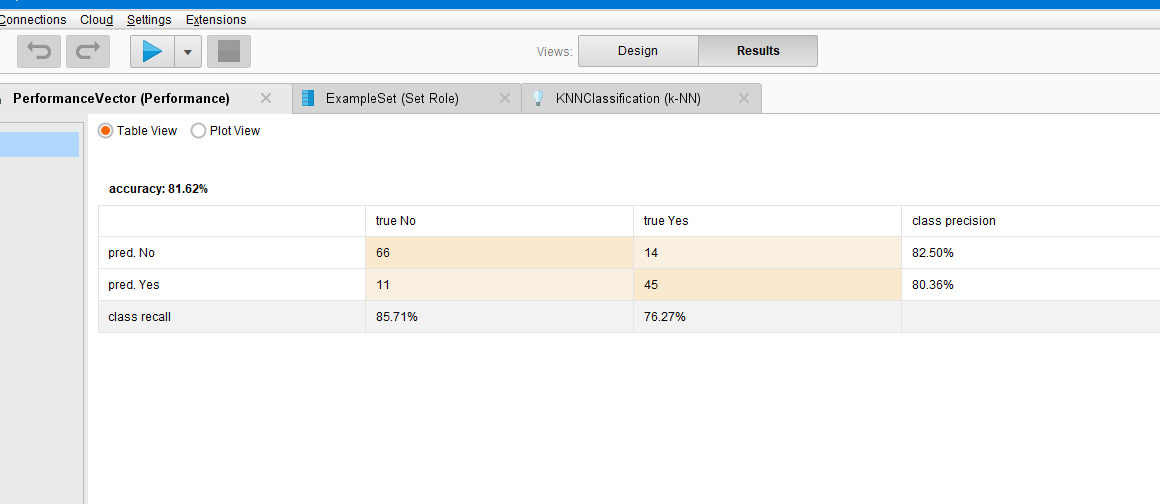 Connections Cloud Settings Extensions
Views: Design Results
PerformanceVector (Performance) ExampleSet (Set Role) KNNClassification (k-NN)
Table View Plot View
accuracy: 81.62%
true No true Yes class precision
pred. No 66 14 82.50%
pred. Yes 11 45 80.36%
class recall 85.71% 76.27%